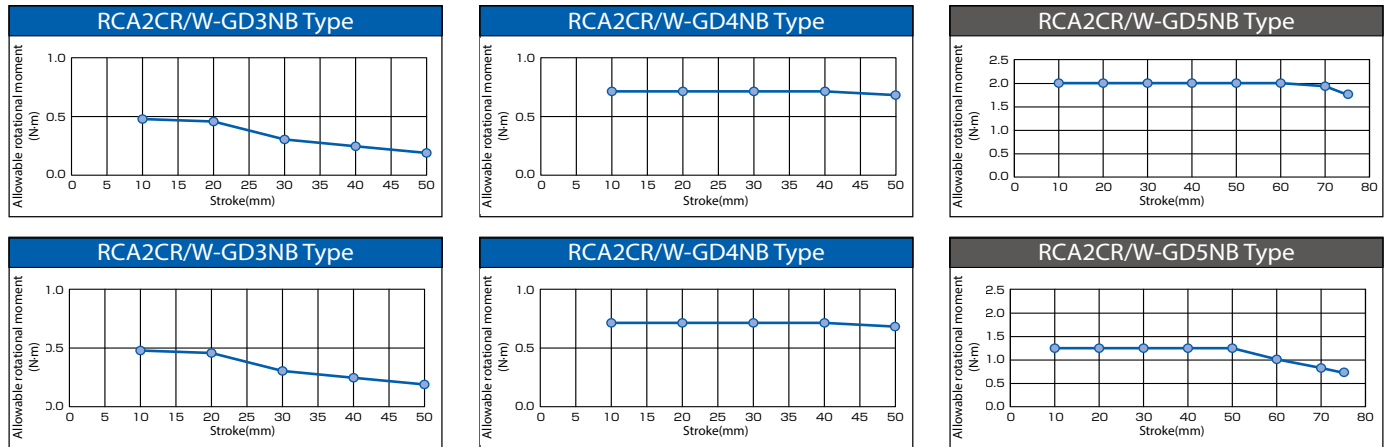 RCA2CR/W-GD3NB Type
Allowable rotational moment
(N·m)
1.0
0.5
0.0
0 5 10 15 20 25 30 35 40 45 50
Stroke(mm)
RCA2CR/W-GD4NB Type
Allowable rotational moment
(N·m)
1.0
0.5
0.0
0 5 10 15 20 25 30 35 40 45 50
Stroke(mm)
RCA2CR/W-GD5NB Type
Allowable rotational moment
(N·m)
2.5
2.0
1.5
1.0
0.5
0.0
0 10 20 30 40 50 60 70 80
Stroke(mm)
RCA2CR/W-GD3NB Type
Allowable rotational moment
(N·m)
1.0
0.5
0.0
0 5 10 15 20 25 30 35 40 45 50
Stroke(mm)
RCA2CR/W-GD4NB Type
Allowable rotational moment
(N·m)
1.0
0.5
0.0
0 5 10 15 20 25 30 35 40 45 50
Stroke(mm)
RCA2CR/W-GD5NB Type
Allowable rotational moment
(N·m)
2.5
2.0
1.5
1.0
0.5
0.0
0 10 20 30 40 50 60 70 80
Stroke(mm)